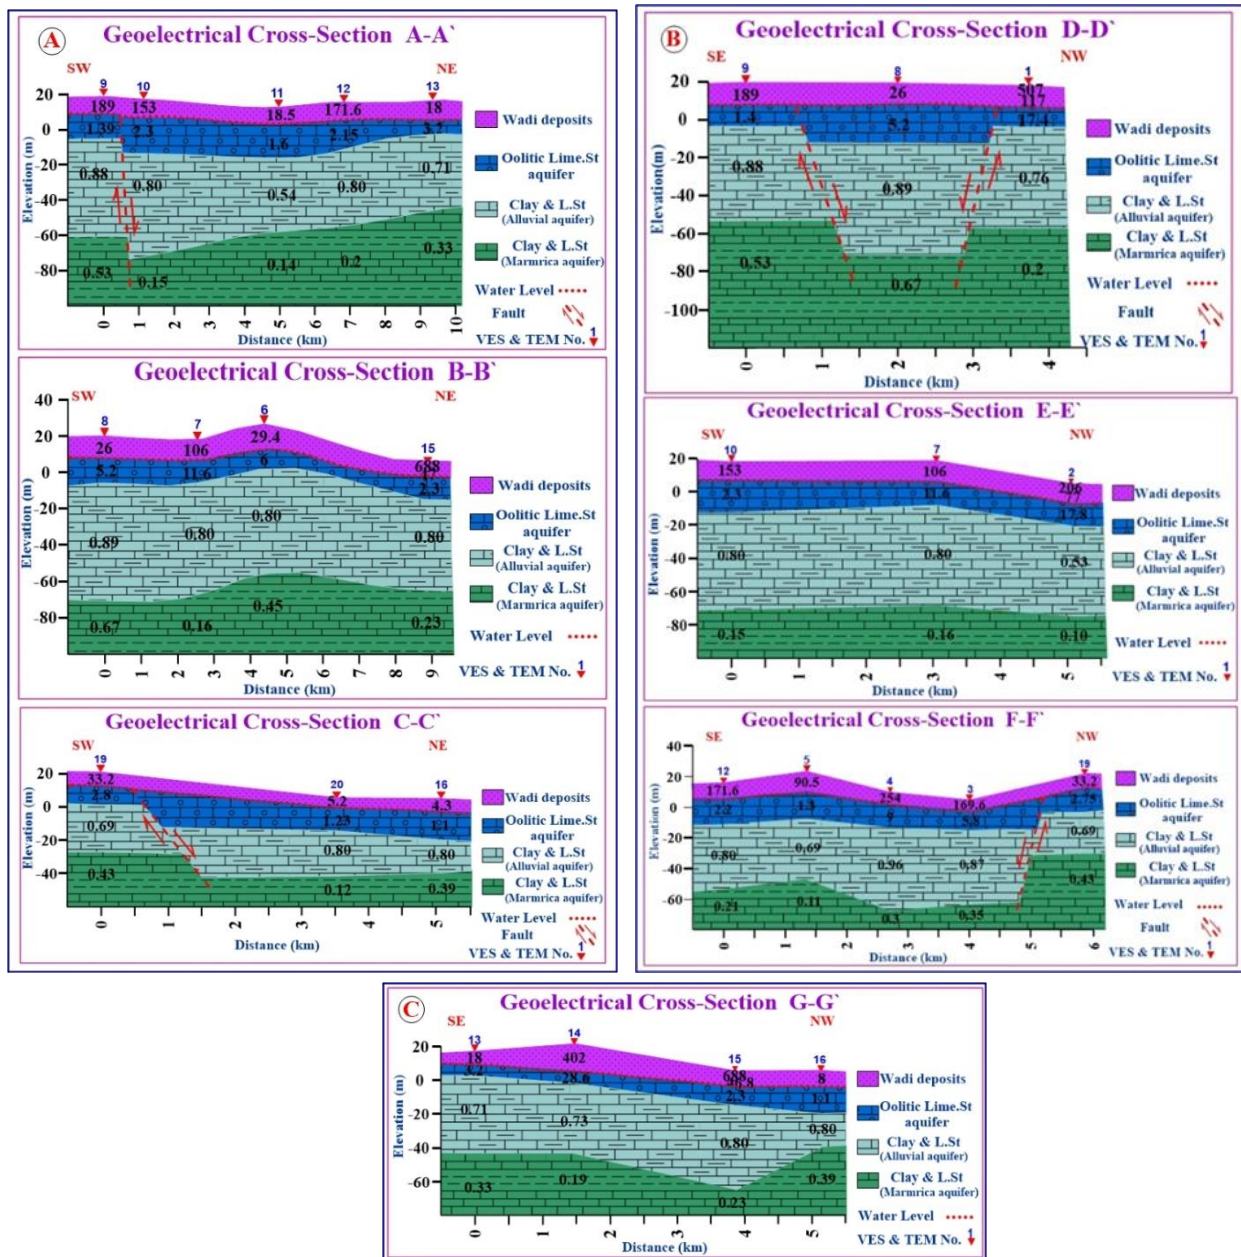 A
Geoelectrical Cross-Section A-A`
SW
NE
9 10 11 12 13
189 153 18.5 171.6 18
1.39 2.3 1.6 2.15 3.2
0.88 0.80 0.54 0.80 0.71
0.53 0.15 0.14 0.2 0.33
20
0
-20
-40
-60
-80
Elevation (m)
0 1 2 3 4 5 6 7 8 9 10
Distance (km)
Wadi deposits
Oolitic Lime.St
aquifer
Clay & L.St
(Alluvial aquifer)
Clay & L.St
(Marmrica aquifer)
Water Level
Fault
VES & TEM No. 1
Geoelectrical Cross-Section B-B`
SW
NE
8 7 6 15
26 106 29.4 688
5.2 11.6 6 2.3
0.89 0.80 0.80 0.80
0.67 0.16 0.45 0.23
40
20
0
-20
-40
-60
-80
Elevation (m)
0 1 2 3 4 5 6 7 8 9
Distance (km)
Wadi deposits
Oolitic Lime.St
aquifer
Clay & L.St
(Alluvial aquifer)
Clay & L.St
(Marmrica aquifer)
Water Level
VES & TEM No. 1
Geoelectrical Cross-Section C-C`
SW
NE
19 20 16
33.2 5.2 4.3
2.8 1.23 1.1
0.69 0.80 0.80
0.43 0.12 0.39
40
20
0
-20
-40
Elevation (m)
0 1 2 3 4 5
Distance (km)
Wadi deposits
Oolitic Lime.St
aquifer
Clay & L.St
(Alluvial aquifer)
Clay & L.St
(Marmrica aquifer)
Water Level
Fault
VES & TEM No. 1
B
Geoelectrical Cross-Section D-D`
SE
NW
9 8 1
189 26 507
117
1.4 5.2 17.4
0.88 0.89 0.76
0.53 0.67 0.2
20
0
-20
-40
-60
-80
-100
Elevation(m)
0 1 2 3 4
Distance (km)
Wadi deposits
Oolitic Lime.St
aquifer
Clay & L.St
(Alluvial aquifer)
Clay & L.St
(Marmrica aquifer)
Water Level
Fault
VES & TEM No. 1
Geoelectrical Cross-Section E-E`
SW
NW
10 7 2
153 106 206
77
2.3 11.6 17.8
0.80 0.80 0.53
0.15 0.16 0.10
20
0
-20
-40
-60
-80
Elevation (m)
0 1 2 3 4 5
Distance (km)
Wadi deposits
Oolitic Lime.St
aquifer
Clay & L.St
(Alluvial aquifer)
Clay & L.St
(Marmrica aquifer)
Water Level
VES & TEM No. 1
Geoelectrical Cross-Section F-F`
SE
NW
12 5 4 3 19
171.6 90.5 254 169.6 33.2
2.2 1.3 9 5.8 2.75
0.80 0.69 0.96 0.87 0.69
0.21 0.11 0.3 0.35 0.43
40
20
0
-20
-40
-60
Elevation (m)
0 1 2 3 4 5 6
Distance (km)
Wadi deposits
Oolitic Lime.St
aquifer
Clay & L.St
(Alluvial aquifer)
Clay & L.St
(Marmrica aquifer)
Water Level
Fault
VES & TEM No. 1
C
Geoelectrical Cross-Section G-G`
SE
NW
13 14 15 16
18 402 688 8
3.2 28.6 2.3 1.1
0.71 0.73 0.80 0.80
0.33 0.19 0.23 0.39
20
0
-20
-40
-60
Elevation (m)
0 1 2 3 4 5
Distance (km)
Wadi deposits
Oolitic Lime.St
aquifer
Clay & L.St
(Alluvial aquifer)
Clay & L.St
(Marmrica aquifer)
Water Level
VES & TEM No. 1